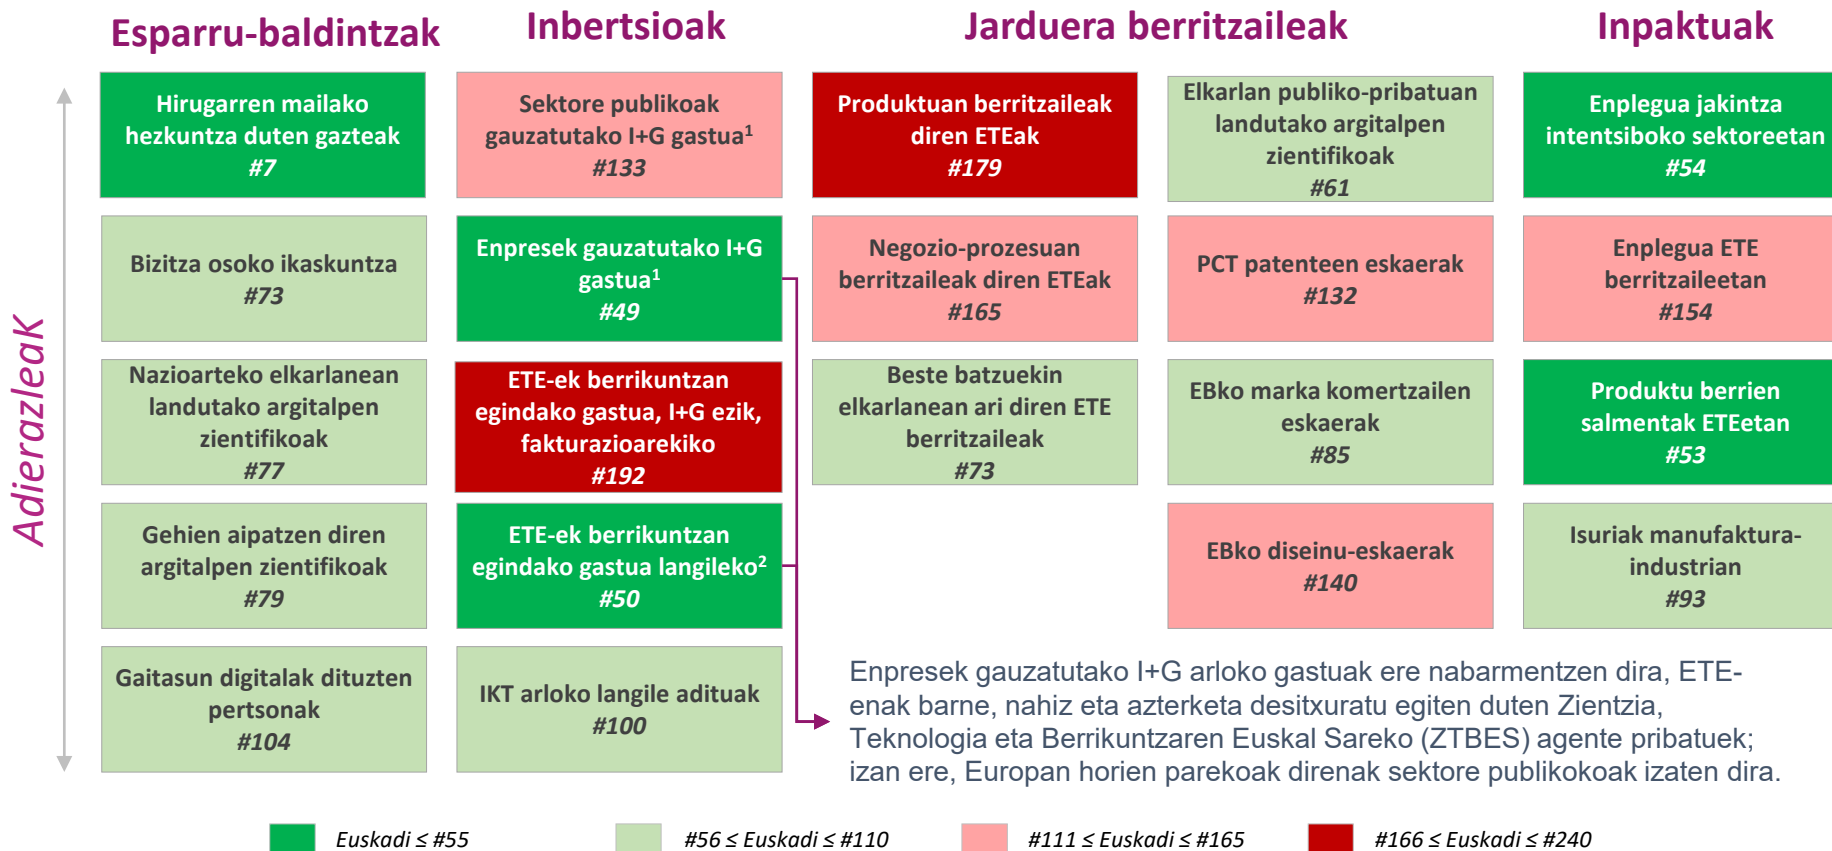 Esparru-baldintzak
Inbertsioak
Jarduera berritzaileak
Inpaktuak
Adierazleak
Hirugarren mailako
hezkuntza duten gazteak
#7
Bizitza osoko ikaskuntza
#73
Nazioarteko elkarlanean
landutako argitalpen
zientifikoak
#77
Gehien aipatzen diren
argitalpen zientifikoak
#79
Gaitasun digitalak dituzten
pertsonak
#104
Sektore publikoak
gauzatutako I+G gastua¹
#133
Enpresek gauzatutako I+G
gastua¹
#49
ETE-ek berrikuntzan
egindako gastua, I+G ezik,
fakturazioarekiko
#192
ETE-ek berrikuntzan
egindako gastua langileko²
#50
IKT arloko langile adituak
#100
Produktuan berritzaileak
diren ETEak
#179
Negozio-prozesuan
berritzaileak diren ETEak
#165
Beste batzuekin
elkarlanean ari diren ETE
berritzaileak
#73
Elkarlan publiko-pribatuan
landutako argitalpen
zientifikoak
#61
PCT patenteen eskaerak
#132
EBko marka komertzailen
eskaerak
#85
EBko diseinu-eskaerak
#140
Enplegua jakintza
intentsiboko sektoreetan
#54
Enplegua ETE
berritzaileetan
#154
Produktu berrien
salmentak ETEetan
#53
Isuriak manufaktura-
industrian
#93
Enpresek gauzatutako I+G arloko gastuak ere nabarmentzen dira, ETE-
enak barne, nahiz eta azterketa desitxuratu egiten duten Zientzia,
Teknologia eta Berrikuntzaren Euskal Sareko (ZTBES) agente pribatuek;
izan ere, Europan horien parekoak direnak sektore publikokoak izaten dira.
Euskadi ≤ #55
#56 ≤ Euskadi ≤ #110
#111 ≤ Euskadi ≤ #165
#166 ≤ Euskadi ≤ #240